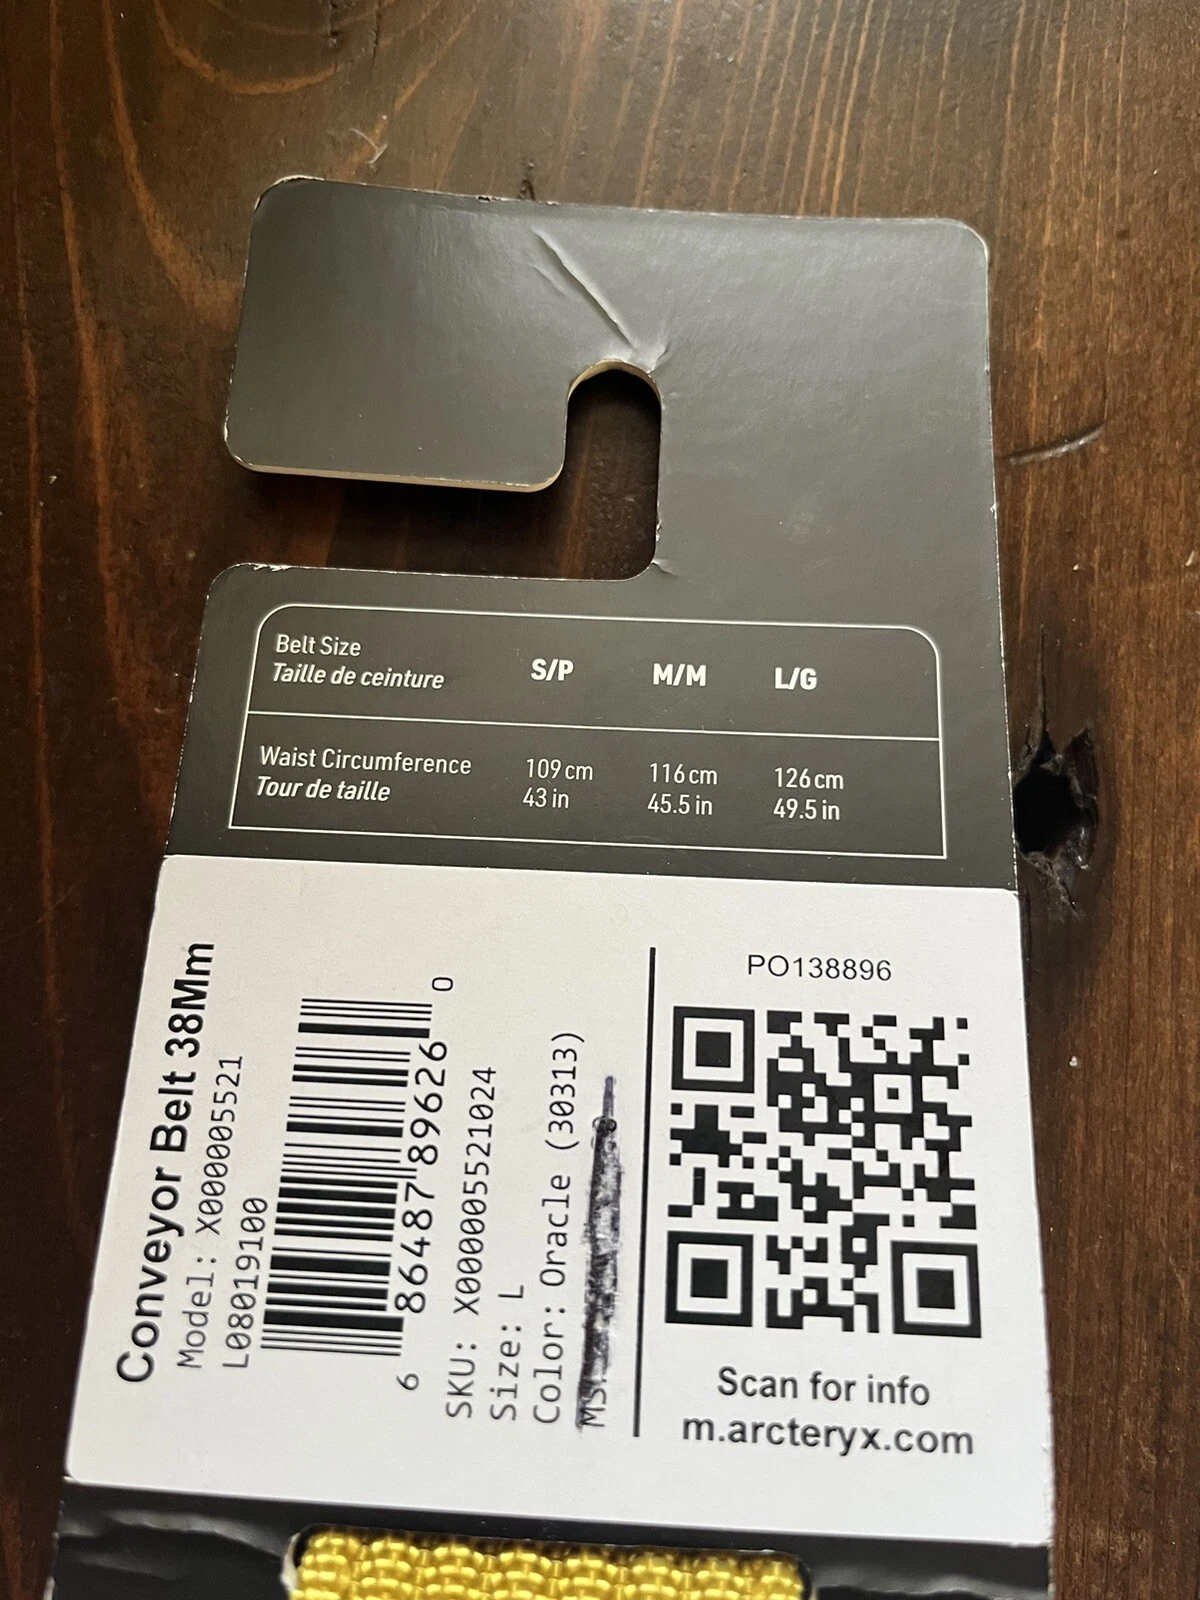 Belt Size
Taille de ceinture
S/P M/M L/G
Waist Circumference
Tour de taille
109 cm 116 cm 126 cm
43 in 45.5 in 49.5 in
Conveyor Belt 38Mm
Model: X000005521
L08019100
6 86487 89626 0
SKU: X000005521024
Size: L
Color: Oracle (30313)
PO138896
Scan for info
m.arcteryx.com